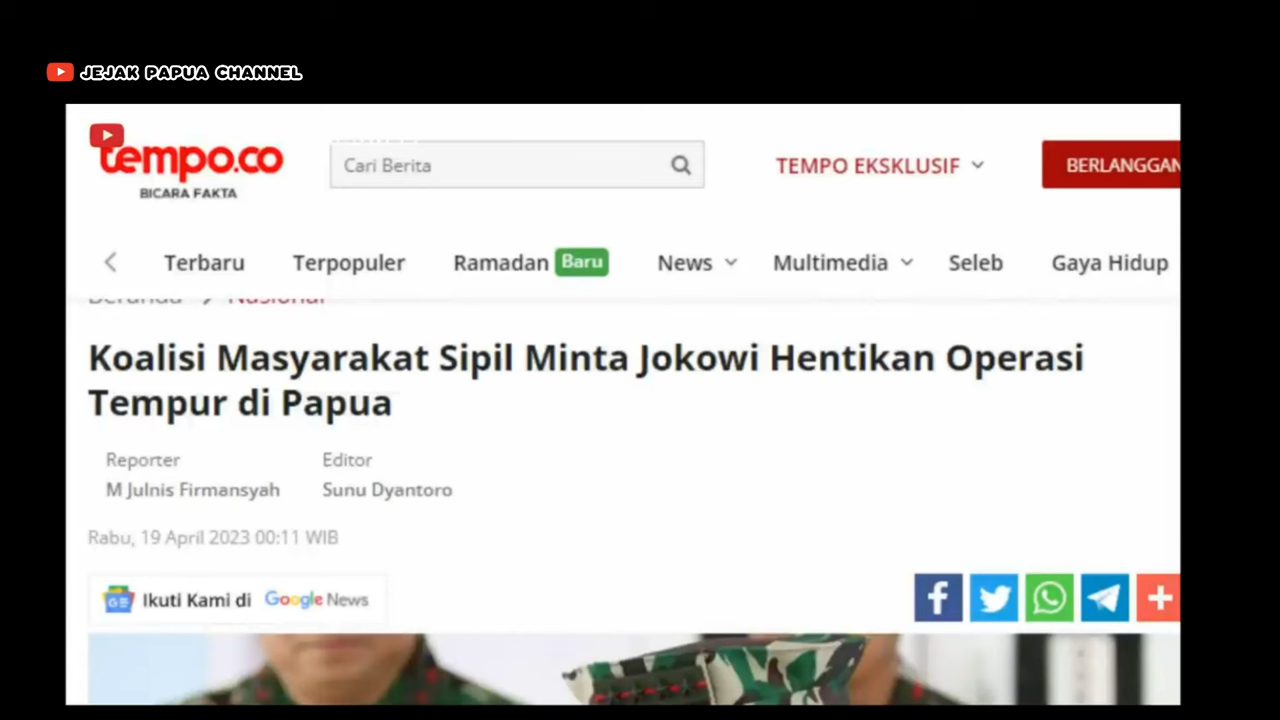 JEJAK PAPUA CHANNEL
tempo.co
BICARA FAKTA
Cari Berita
TEMPO EKSKLUSIF
BERLANGGAN
Terbaru
Terpopuler
Ramadan Baru
News
Multimedia
Seleb
Gaya Hidup
Beranda > Nasional
Koalisi Masyarakat Sipil Minta Jokowi Hentikan Operasi
Tempur di Papua
Reporter
Editor
M Julnis Firmansyah
Sunu Dyantoro
Rabu, 19 April 2023 00:11 WIB
Ikuti Kami di Google News